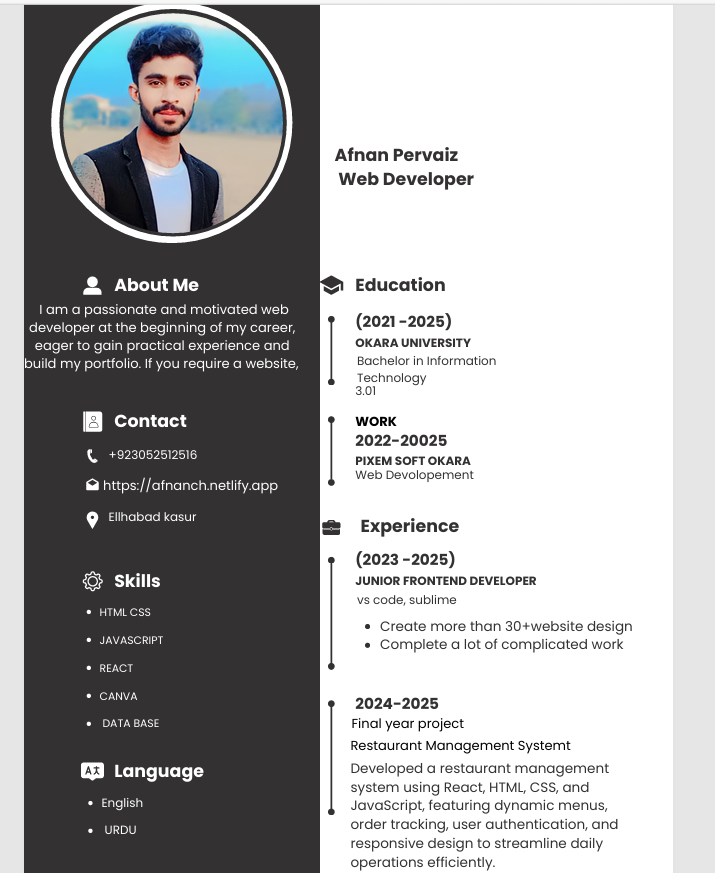 Afnan Pervaiz
Web Developer
About Me
I am a passionate and motivated web
developer at the beginning of my career,
eager to gain practical experience and
build my portfolio. If you require a website,
Contact
+923052512516
https://afnanch.netlify.app
Ellhabad kasur
Skills
HTML CSS
JAVASCRIPT
REACT
CANVA
DATA BASE
Language
English
URDU
Education
(2021 -2025)
OKARA UNIVERSITY
Bachelor in Information
Technology
3.01
WORK
2022-20025
PIXEM SOFT OKARA
Web Devolopement
Experience
(2023 -2025)
JUNIOR FRONTEND DEVELOPER
vs code, sublime
Create more than 30+website design
Complete a lot of complicated work
2024-2025
Final year project
Restaurant Management Systemt
Developed a restaurant management
system using React, HTML, CSS, and
JavaScript, featuring dynamic menus,
order tracking, user authentication, and
responsive design to streamline daily
operations efficiently.